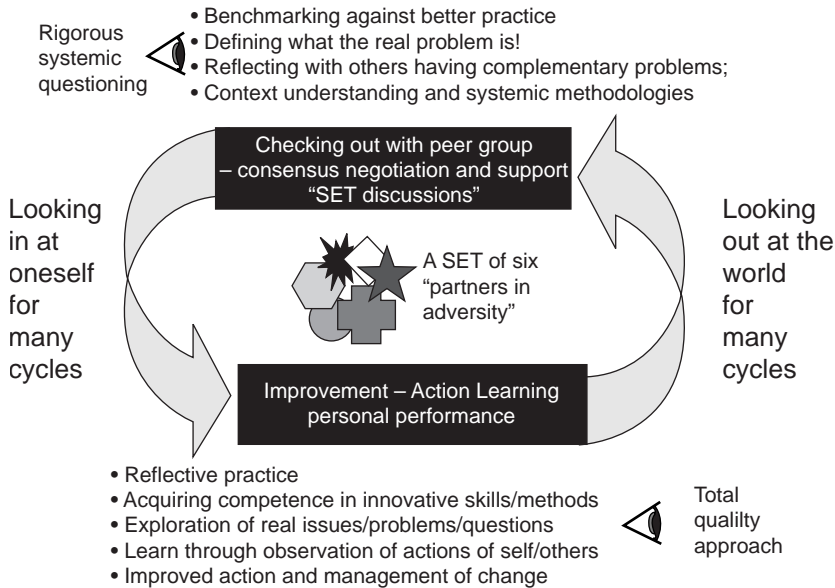 Rigorous
systemic
questioning
• Benchmarking against better practice
• Defining what the real problem is!
• Reflecting with others having complementary problems;
• Context understanding and systemic methodologies
Checking out with peer group
– consensus negotiation and support
“SET discussions”
Looking
in at
oneself
for
many
cycles
A SET of six
“partners in
adversity”
Looking
out at the
world
for
many
cycles
Improvement – Action Learning
personal performance
• Reflective practice
• Acquiring competence in innovative skills/methods
• Exploration of real issues/problems/questions
• Learn through observation of actions of self/others
• Improved action and management of change
Total
qualilty
approach